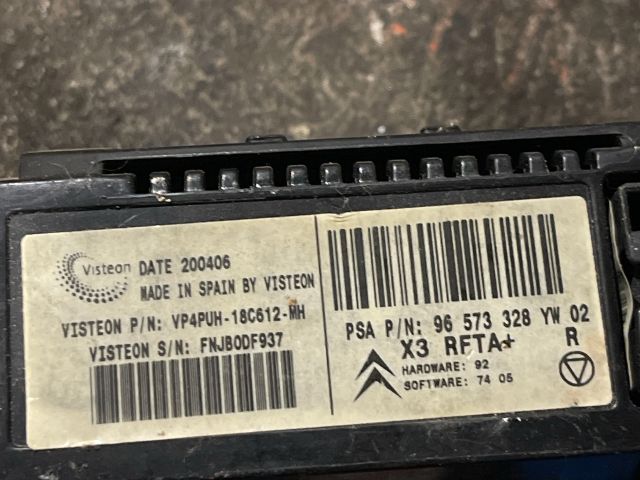 Visteon DATE 200406
MADE IN SPAIN BY VISTEON
VISTEON P/N: VP4PUH-18C612-MH
VISTEON S/N: FNJB0DF937
PSA P/N: 96 573 328 YW 02
X3 RFTA+ R
HARDWARE: 92
SOFTWARE: 74 05